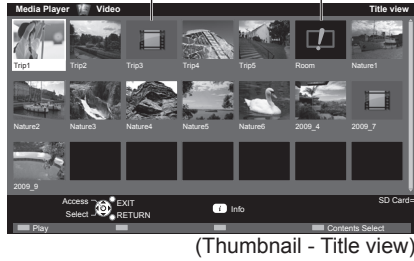 Media Player Video Title view
Trip1 Trip2 Trip3 Trip4 Trip5 Room Nature1
Nature2 Nature3 Nature4 Nature5 Nature6 2009_4 2009_7
2009_9
Access EXIT
Select RETURN
i Info
SD Card
Play Contents Select
(Thumbnail - Title view)